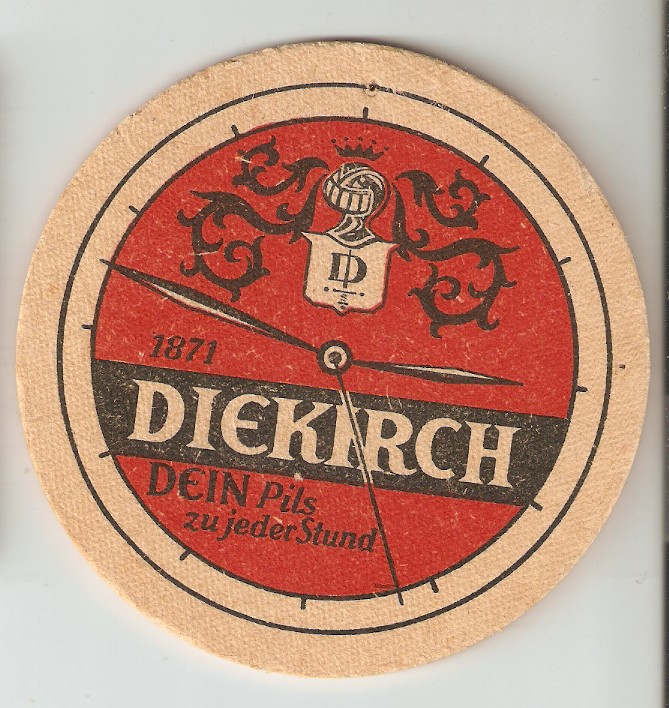 D
1871
DIEKIRCH
DEIN Pils
zu jeder Stund